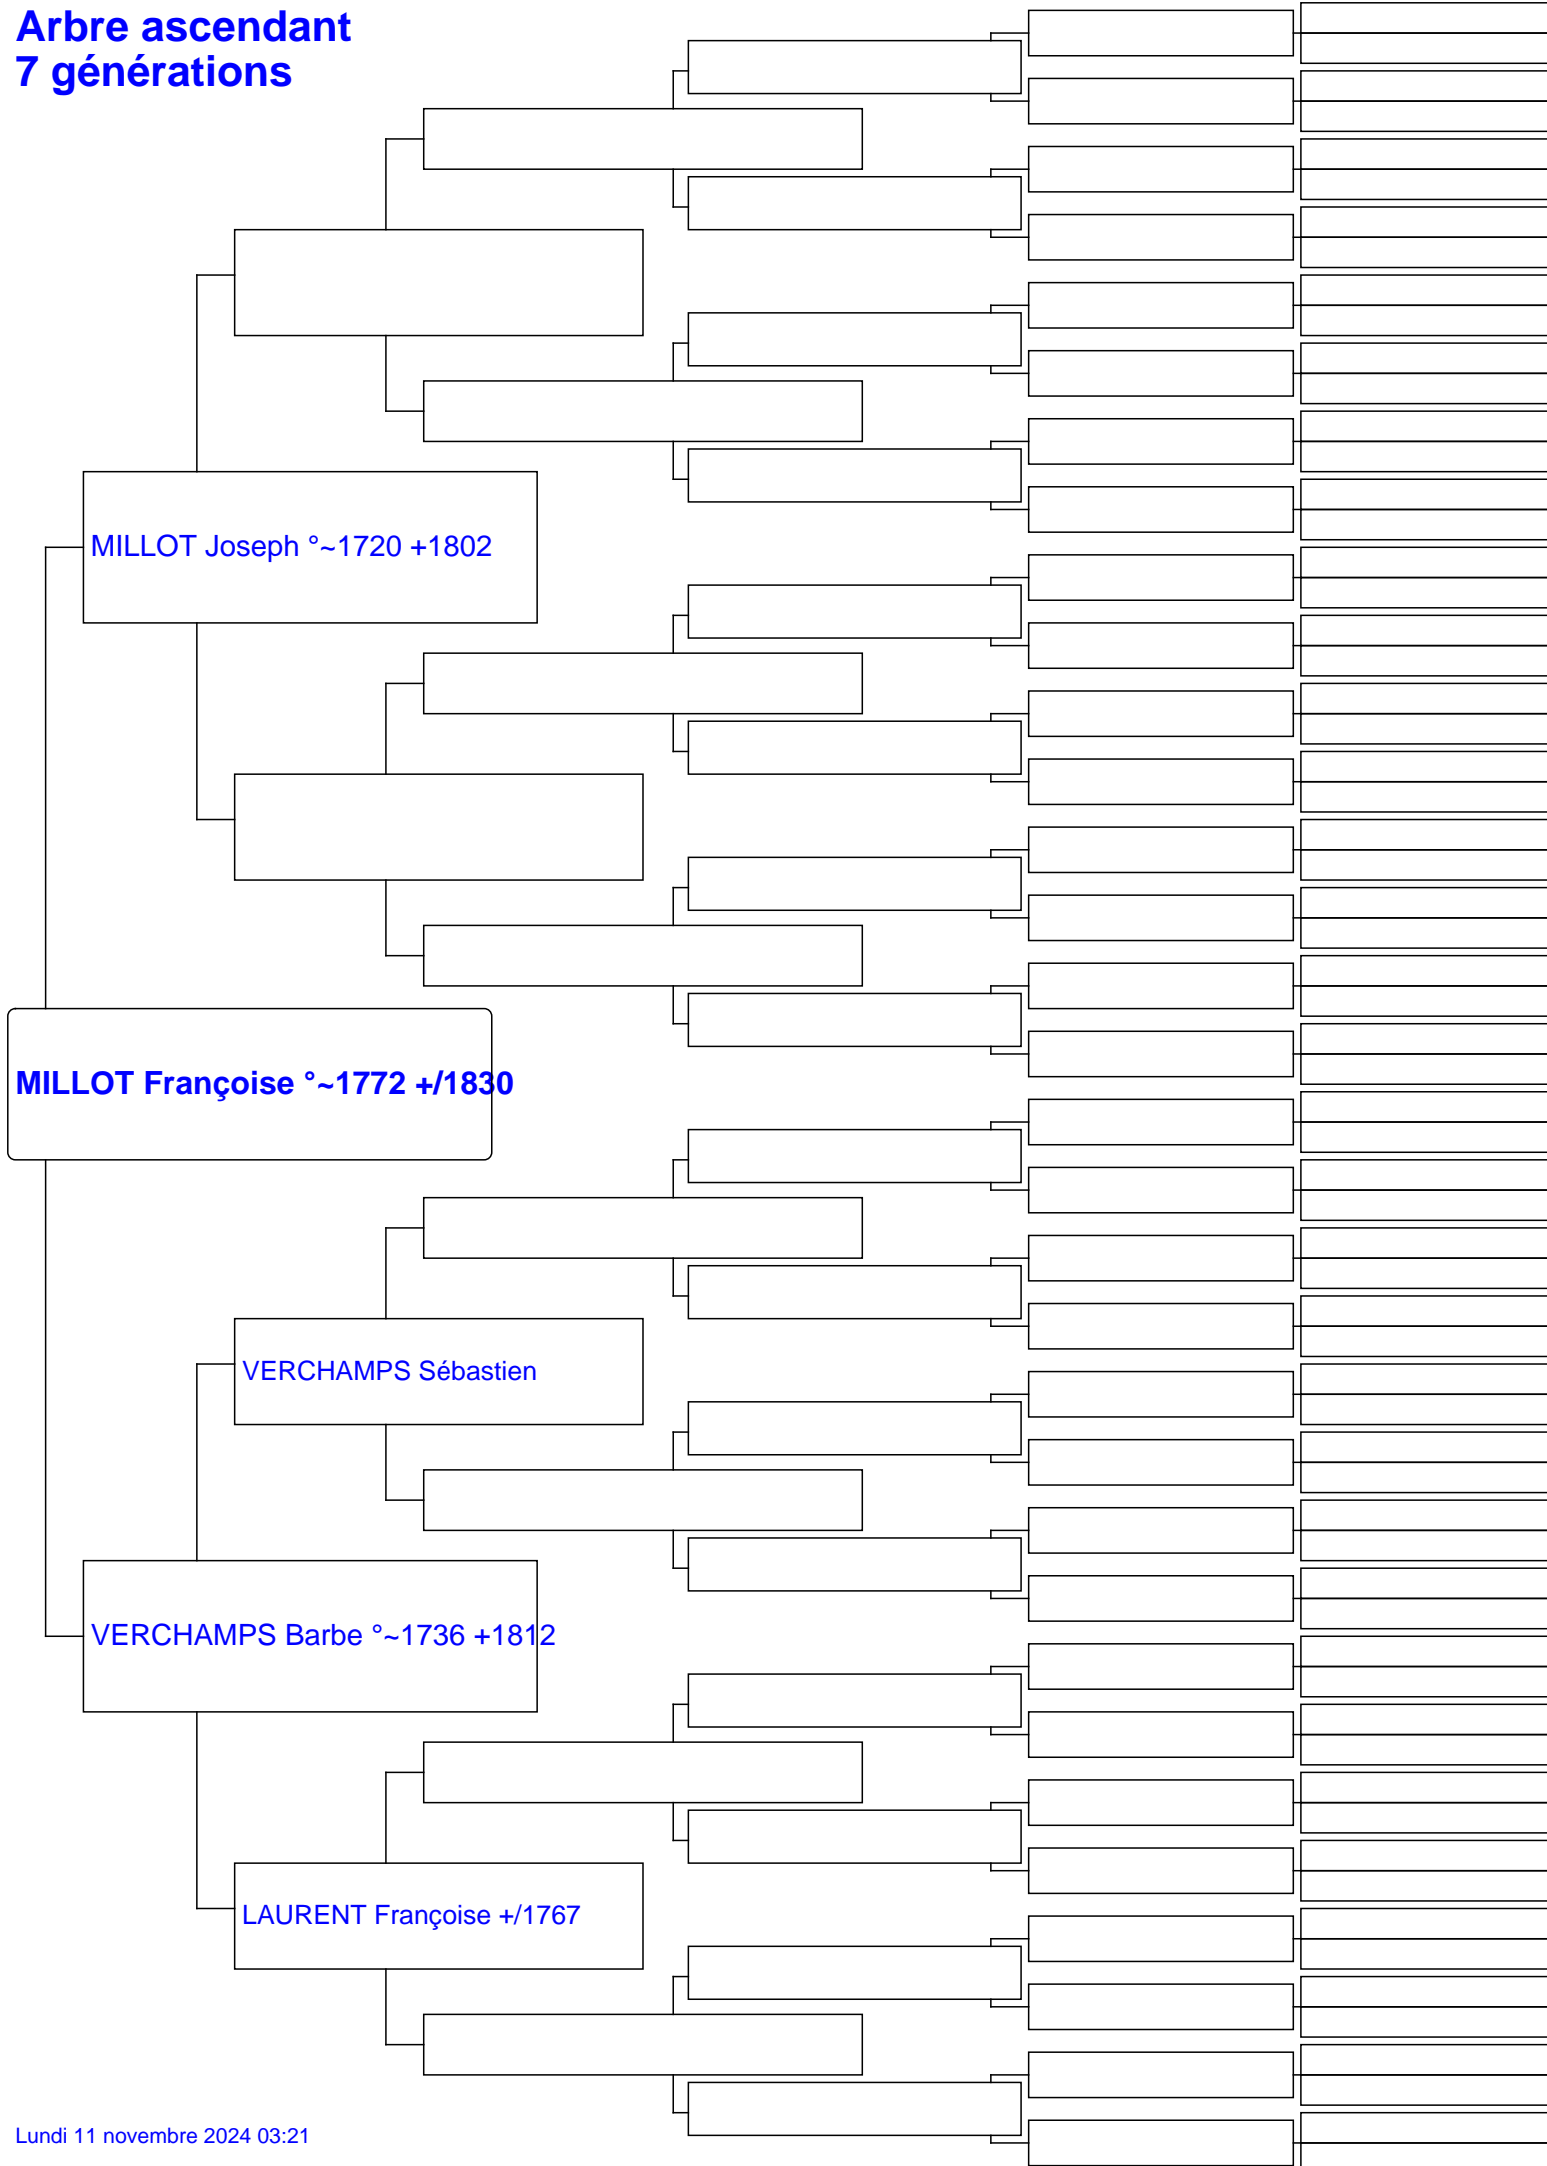 Arbre ascendant
7 générations
MILLOT Joseph °~1720 +1802
MILLOT Françoise °~1772 +/1830
VERCHAMPS Sébastien
VERCHAMPS Barbe °~1736 +1812
LAURENT Françoise +/1767
Lundi 11 novembre 2024 03:21